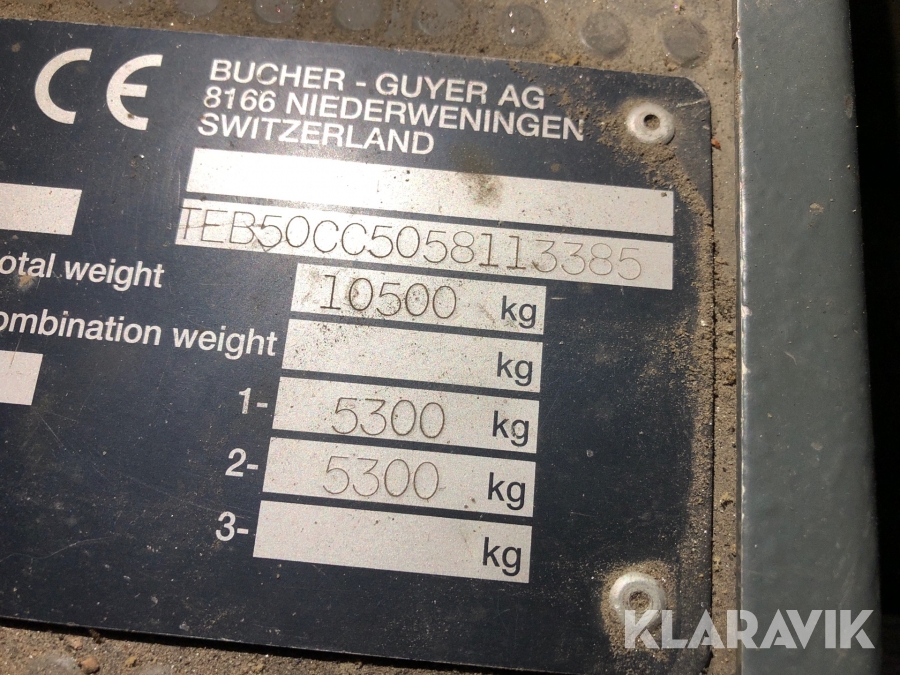 CE
BUCHER - GUYER AG
8166 NIEDERWENINGEN
SWITZERLAND
TEB50CC5058113385
otal weight 10500 kg
ombination weight kg
1- 5300 kg
2- 5300 kg
3- kg
KLARAVIK